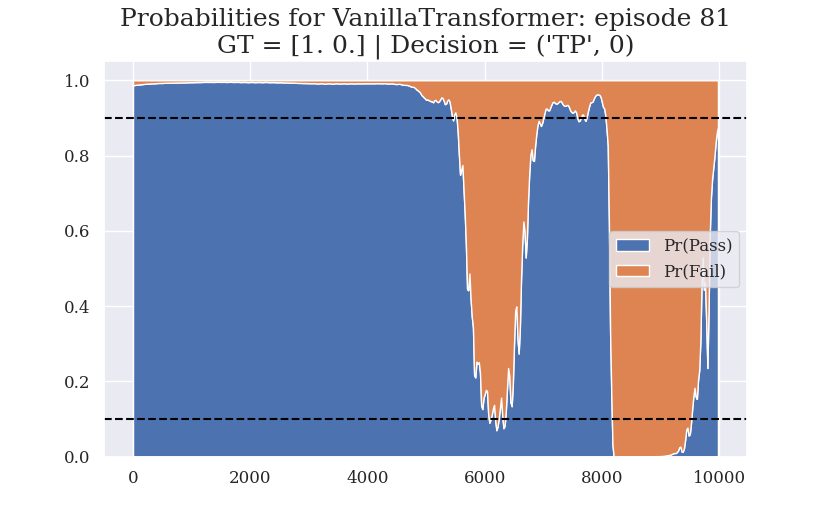 Probabilities for VanillaTransformer: episode 81
GT = [1. 0.] | Decision = ('TP', 0)
1.0
0.8
0.6
0.4
0.2
0.0
Pr(Pass)
Pr(Fail)
0 2000 4000 6000 8000 10000